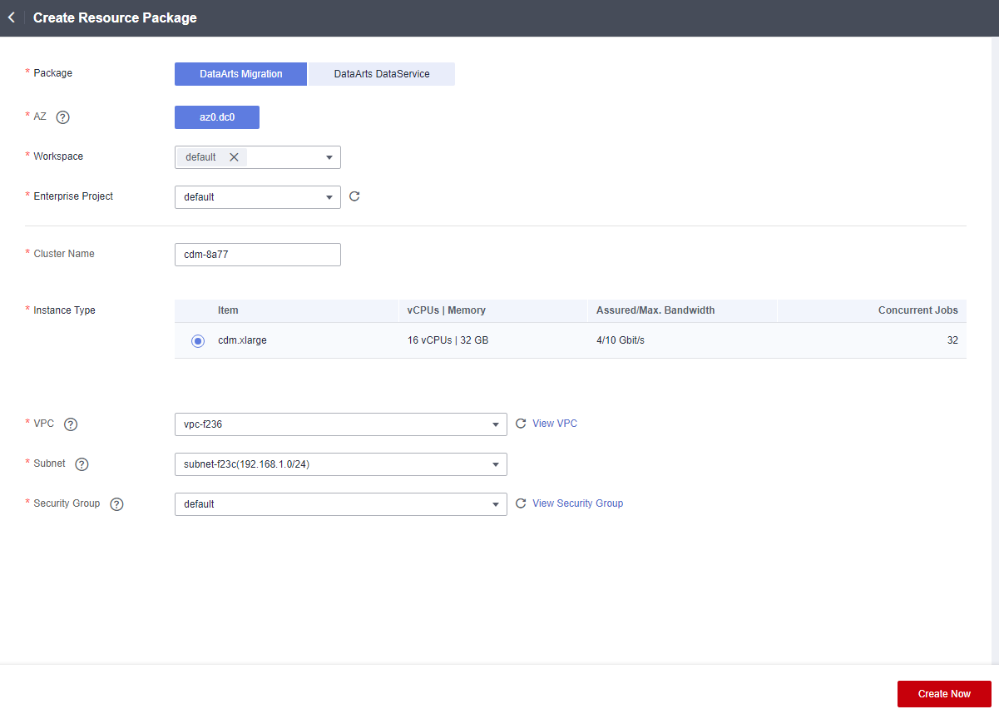 Create Resource Package
* Package DataArts Migration DataArts DataService
* AZ ? az0.dc0
* Workspace default
* Enterprise Project default
* Cluster Name cdm-8a77
* Instance Type Item vCPUs | Memory Assured/Max. Bandwidth Concurrent Jobs
cdm.xlarge 16 vCPUs | 32 GB 4/10 Gbit/s 32
* VPC ? vpc-f236 View VPC
* Subnet ? subnet-f23c(192.168.1.0/24)
* Security Group ? default View Security Group
Create Now